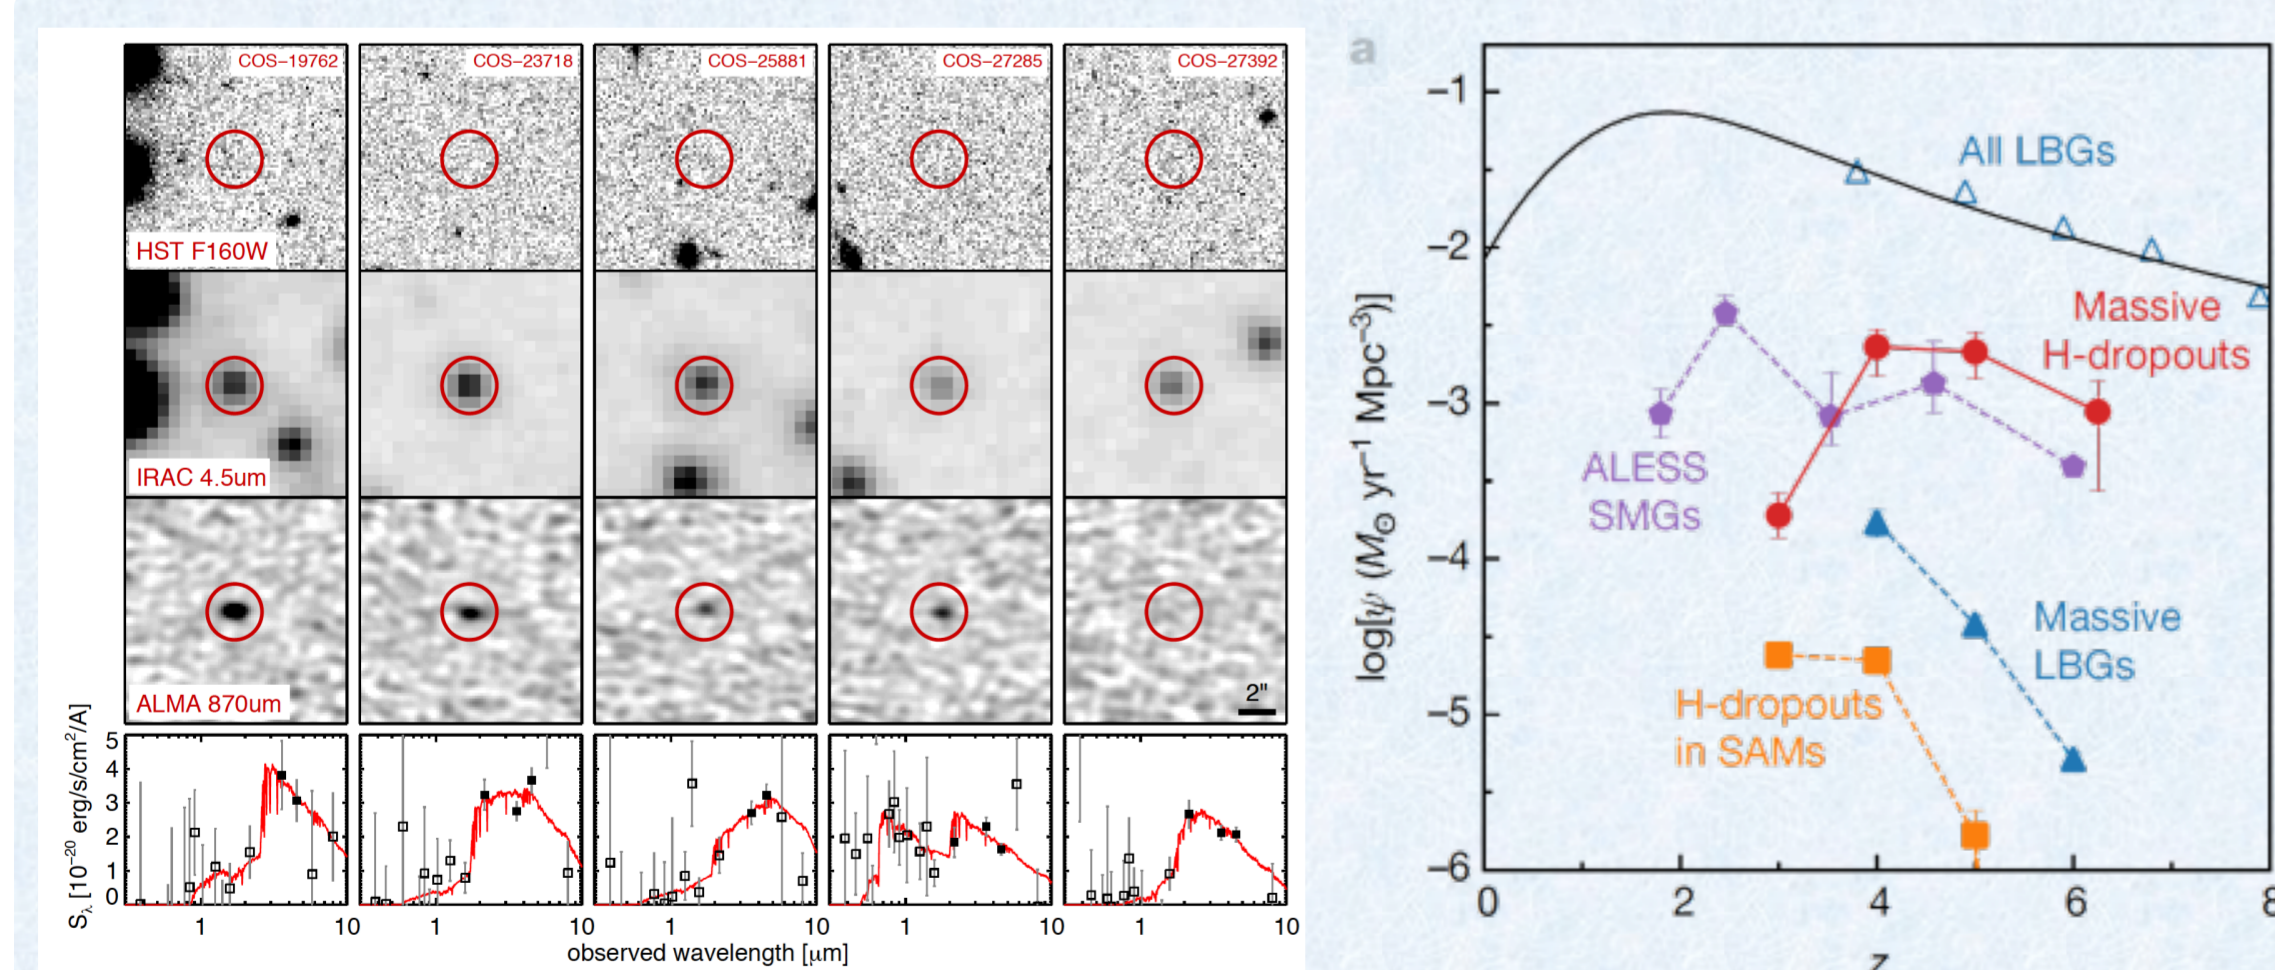 COS−19762
COS−23718
COS−25881
COS−27285
COS−27392
HST F160W
IRAC 4.5um
ALMA 870um
2"
S_λ [10⁻²⁰ erg/s/cm²/A]
5
4
3
2
1
0
1 10 1 10 1 10 1 10 1 10
observed wavelength [μm]
a
log[ψ (M⊙ yr⁻¹ Mpc⁻³)]
−1
−2
−3
−4
−5
−6
All LBGs
Massive
H-dropouts
ALESS
SMGs
Massive
LBGs
H-dropouts
in SAMs
0 2 4 6 8
z